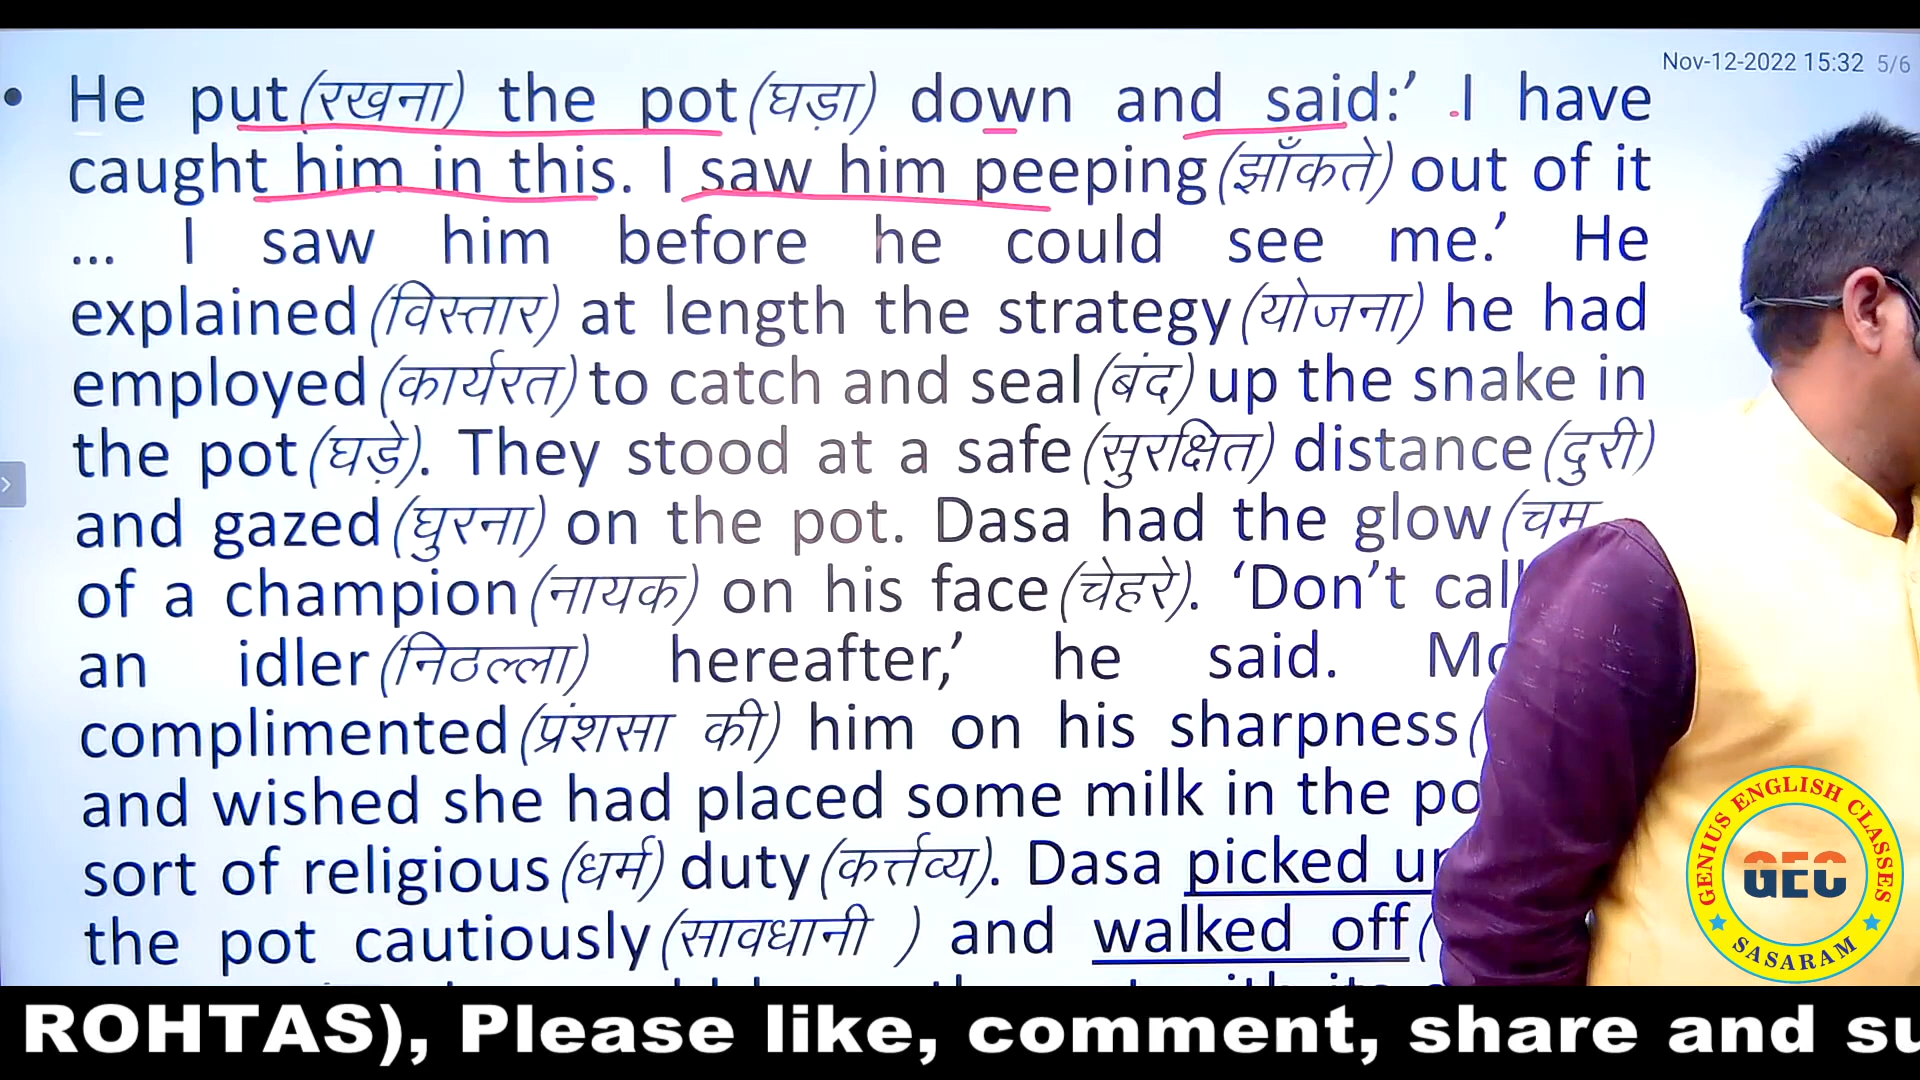 Nov-12-2022 15:32 5/6
• He put(रखना) the pot(घड़ा) down and said:’ I have
caught him in this. I saw him peeping(झाँकते) out of it
... I saw him before he could see me.’ He
explained(विस्तार) at length the strategy(योजना) he had
employed(कार्यरत) to catch and seal(बंद) up the snake in
the pot(घड़े). They stood at a safe(सुरक्षित) distance(दुरी)
and gazed(घुरना) on the pot. Dasa had the glow(
of a champion(नायक) on his face(चेहरे). ‘Don’t call
an idler(निठल्ला) hereafter,’ he said.
complimented(प्रंशसा की) him on his sharpness(
and wished she had placed some milk in the
sort of religious(धर्म) duty(कर्त्तव्य). Dasa picked
the pot cautiously(सावधानी ) and walked off(
GENIUS ENGLISH CLASSES
GEC
SASARAM
ROHTAS), Please like, comment, share and